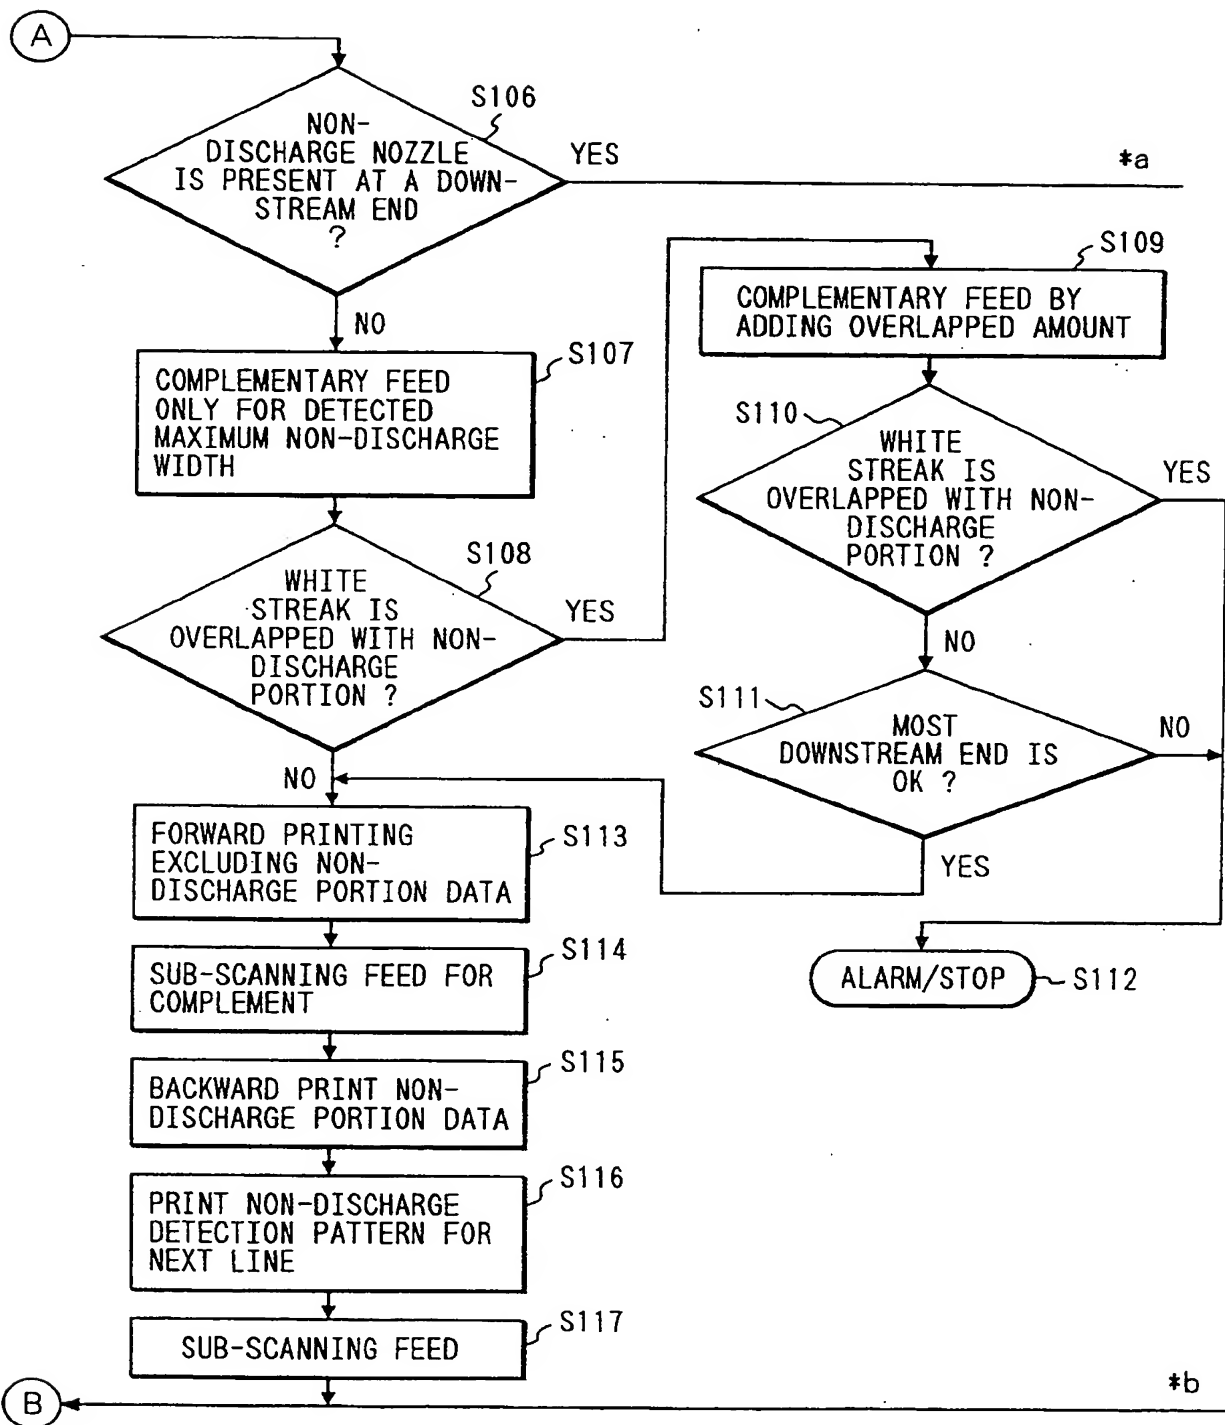 A
S106
NON-
DISCHARGE NOZZLE
IS PRESENT AT A DOWN-
STREAM END
?
YES
*a
NO
S107
COMPLEMENTARY FEED
ONLY FOR DETECTED
MAXIMUM NON-DISCHARGE
WIDTH
S108
WHITE
STREAK IS
OVERLAPPED WITH NON-
DISCHARGE
PORTION ?
YES
NO
S109
COMPLEMENTARY FEED BY
ADDING OVERLAPPED AMOUNT
S110
WHITE
STREAK IS
OVERLAPPED WITH NON-
DISCHARGE
PORTION ?
YES
NO
S111
MOST
DOWNSTREAM END IS
OK ?
NO
YES
ALARM/STOP
S112
FORWARD PRINTING
EXCLUDING NON-
DISCHARGE PORTION DATA
S113
SUB-SCANNING FEED FOR
COMPLEMENT
S114
BACKWARD PRINT NON-
DISCHARGE PORTION DATA
S115
PRINT NON-DISCHARGE
DETECTION PATTERN FOR
NEXT LINE
S116
SUB-SCANNING FEED
S117
B
*b